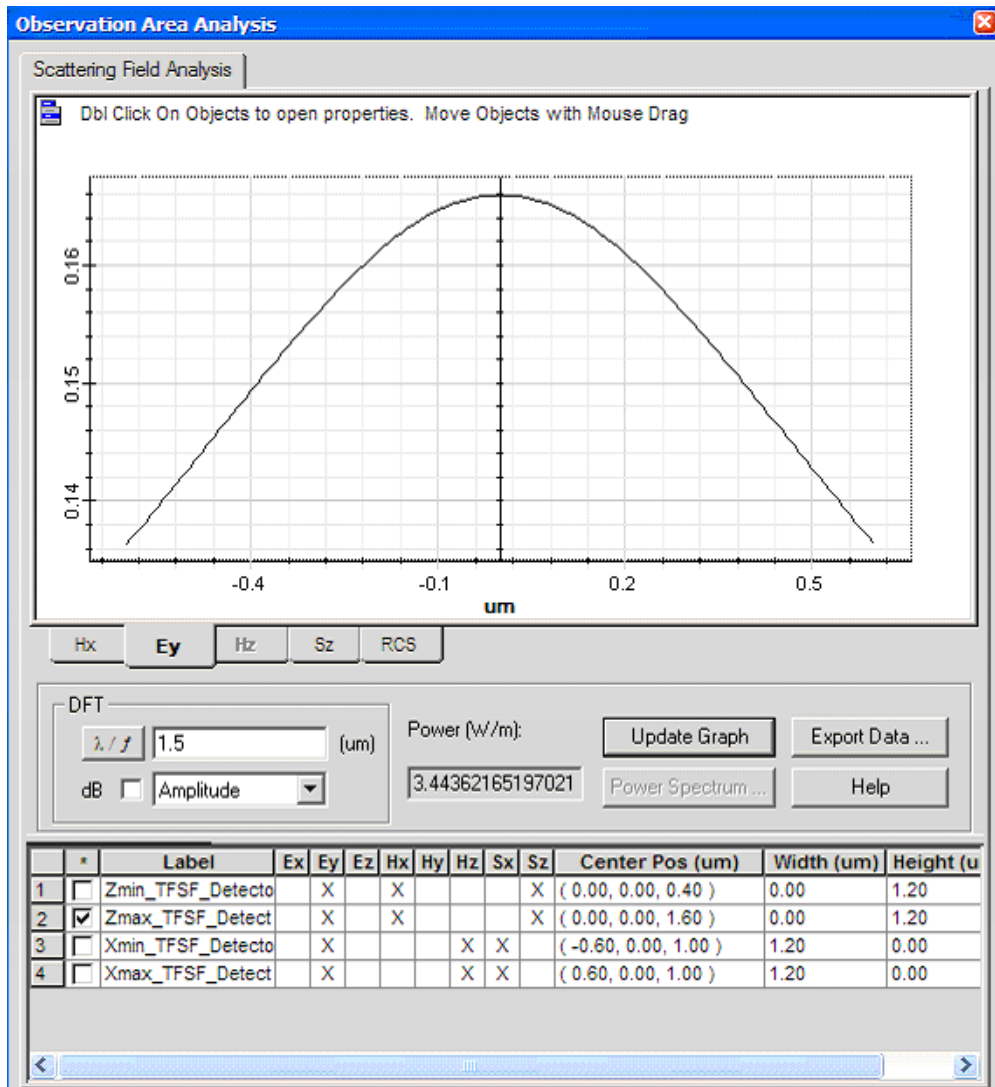 Observation Area Analysis
Scattering Field Analysis
Dbl Click On Objects to open properties. Move Objects with Mouse Drag
0.16
0.15
0.14
-0.4 -0.1 0.2 0.5
um
Hx Ey Hz Sz RCS
DFT
λ / f 1.5 (um)
dB Amplitude
Power (W/m):
3.44362165197021
Update Graph Export Data ...
Power Spectrum ... Help
* Label Ex Ey Ez Hx Hy Hz Sx Sz Center Pos (um) Width (um) Height (u
1 Zmin_TFSF_Detecto X X X ( 0.00, 0.00, 0.40 ) 0.00 1.20
2 Zmax_TFSF_Detect X X X ( 0.00, 0.00, 1.60 ) 0.00 1.20
3 Xmin_TFSF_Detecto X X X ( -0.60, 0.00, 1.00 ) 1.20 0.00
4 Xmax_TFSF_Detect X X X ( 0.60, 0.00, 1.00 ) 1.20 0.00